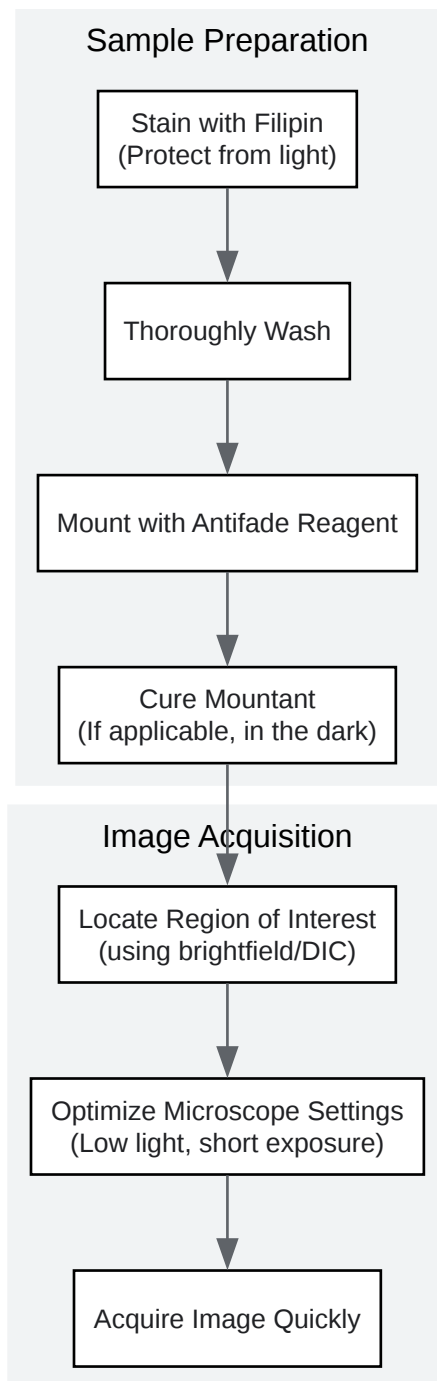 Sample Preparation
Stain with Filipin
(Protect from light)
Thoroughly Wash
Mount with Antifade Reagent
Cure Mountant
(If applicable, in the dark)
Image Acquisition
Locate Region of Interest
(using brightfield/DIC)
Optimize Microscope Settings
(Low light, short exposure)
Acquire Image Quickly